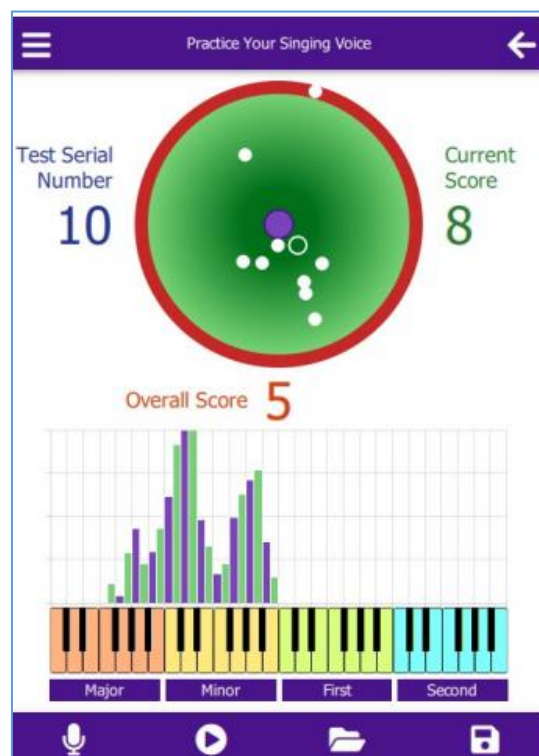 Practice Your Singing Voice
Test Serial
Number
10
Current
Score
8
Overall Score 5
Major Minor First Second